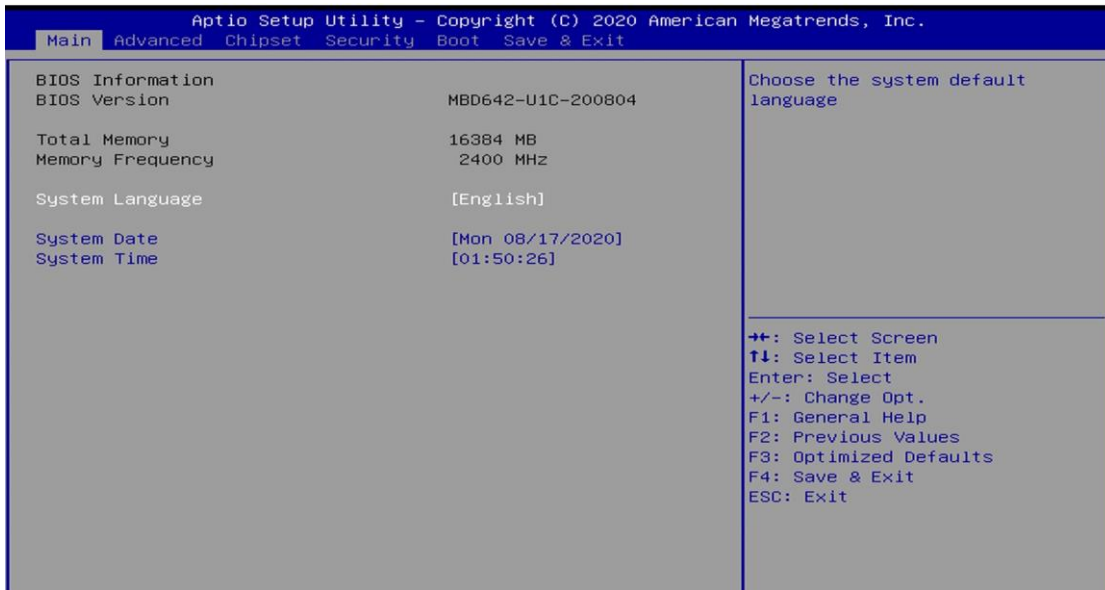 Aptio Setup Utility – Copyright (C) 2020 American Megatrends, Inc.
Main Advanced Chipset Security Boot Save & Exit
BIOS Information
BIOS Version MBD642-U1C-200804
Total Memory 16384 MB
Memory Frequency 2400 MHz
System Language [English]
System Date [Mon 08/17/2020]
System Time [01:50:26]
Choose the system default
language
→←: Select Screen
↑↓: Select Item
Enter: Select
+/-: Change Opt.
F1: General Help
F2: Previous Values
F3: Optimized Defaults
F4: Save & Exit
ESC: Exit